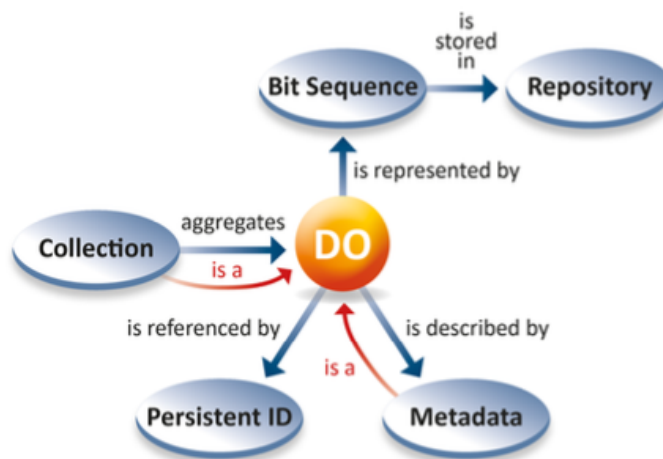 is
stored
in
Bit Sequence
Repository
is represented by
aggregates
DO
Collection
is a
is referenced by
is described by
is a
Persistent ID
Metadata